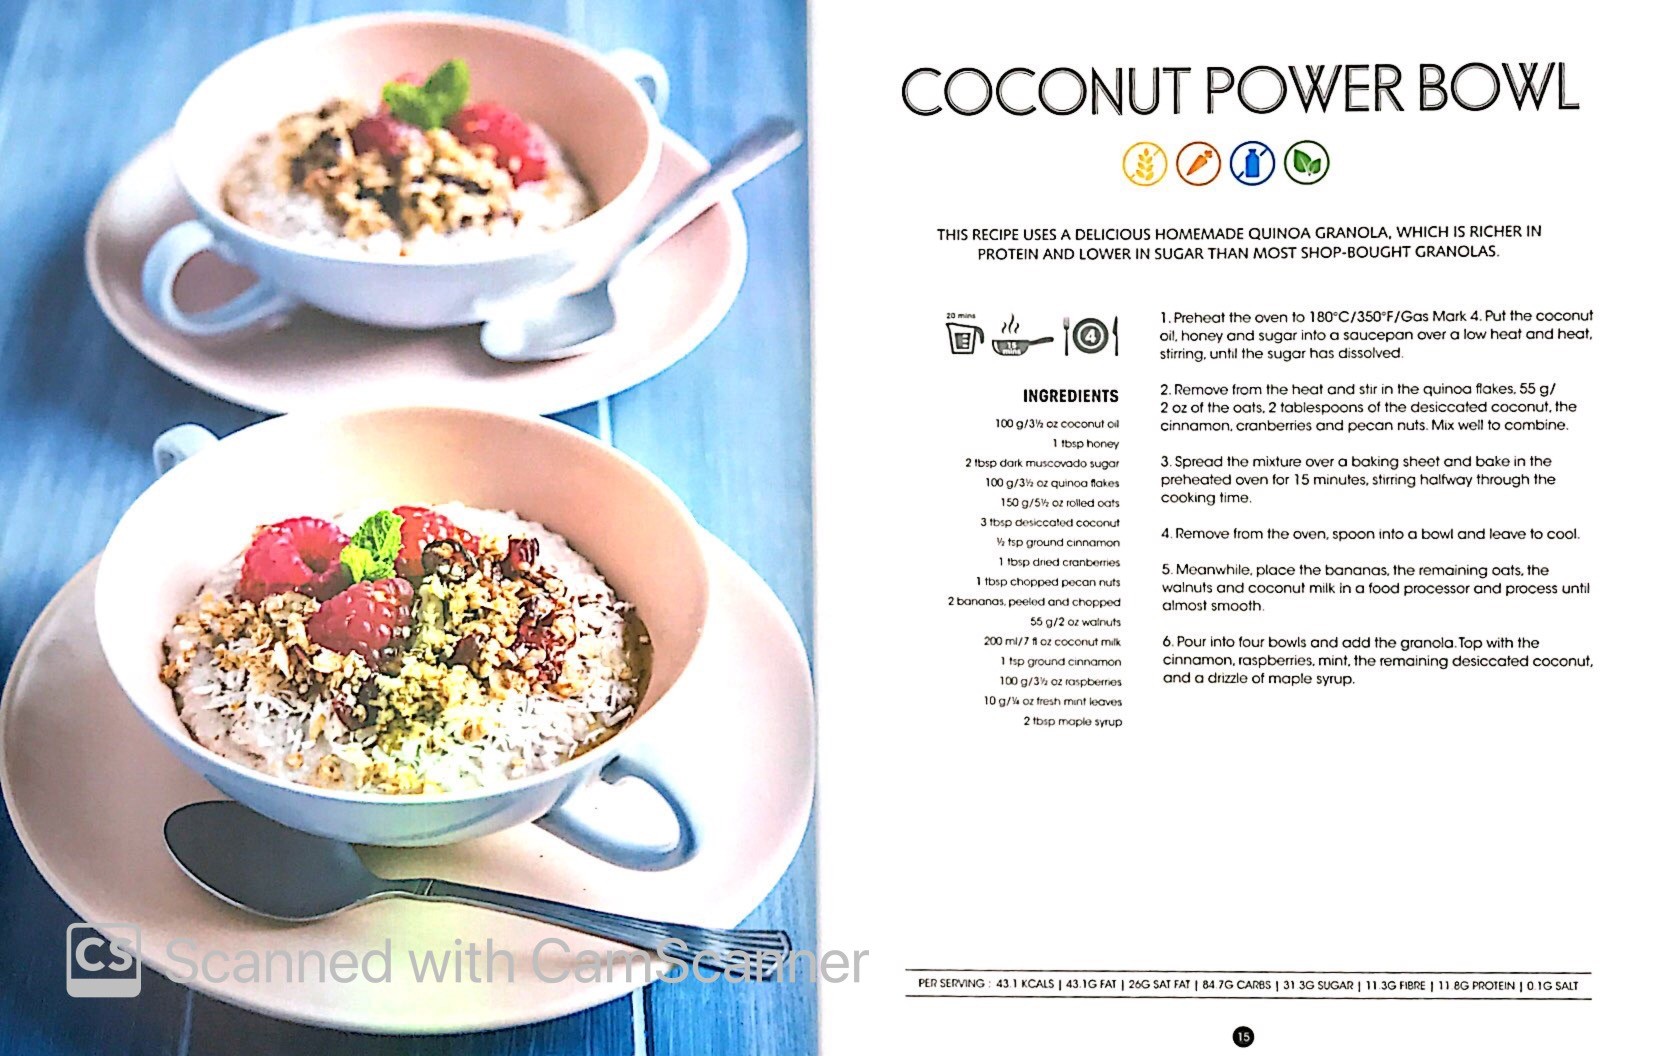 COCONUT POWER BOWL
THIS RECIPE USES A DELICIOUS HOMEMADE QUINOA GRANOLA, WHICH IS RICHER IN
PROTEIN AND LOWER IN SUGAR THAN MOST SHOP-BOUGHT GRANOLAS.
20 mins
15
mins
4
INGREDIENTS
100 g/3½ oz coconut oil
1 tbsp honey
2 tbsp dark muscovado sugar
100 g/3½ oz quinoa flakes
150 g/5½ oz rolled oats
3 tbsp desiccated coconut
½ tsp ground cinnamon
1 tbsp dried cranberries
1 tbsp chopped pecan nuts
2 bananas, peeled and chopped
55 g/2 oz walnuts
200 ml/7 fl oz coconut milk
1 tsp ground cinnamon
100 g/3½ oz raspberries
10 g/¼ oz fresh mint leaves
2 tbsp maple syrup
1. Preheat the oven to 180°C/350°F/Gas Mark 4. Put the coconut
oil, honey and sugar into a saucepan over a low heat and heat,
stirring, until the sugar has dissolved.
2. Remove from the heat and stir in the quinoa flakes, 55 g/
2 oz of the oats, 2 tablespoons of the desiccated coconut, the
cinnamon, cranberries and pecan nuts. Mix well to combine.
3. Spread the mixture over a baking sheet and bake in the
preheated oven for 15 minutes, stirring halfway through the
cooking time.
4. Remove from the oven, spoon into a bowl and leave to cool.
5. Meanwhile, place the bananas, the remaining oats, the
walnuts and coconut milk in a food processor and process until
almost smooth.
6. Pour into four bowls and add the granola. Top with the
cinnamon, raspberries, mint, the remaining desiccated coconut,
and a drizzle of maple syrup.
PER SERVING : 43.1 KCALS | 43.1G FAT | 26G SAT FAT | 84.7G CARBS | 31.3G SUGAR | 11.3G FIBRE | 11.8G PROTEIN | 0.1G SALT
15
CS Scanned with CamScanner